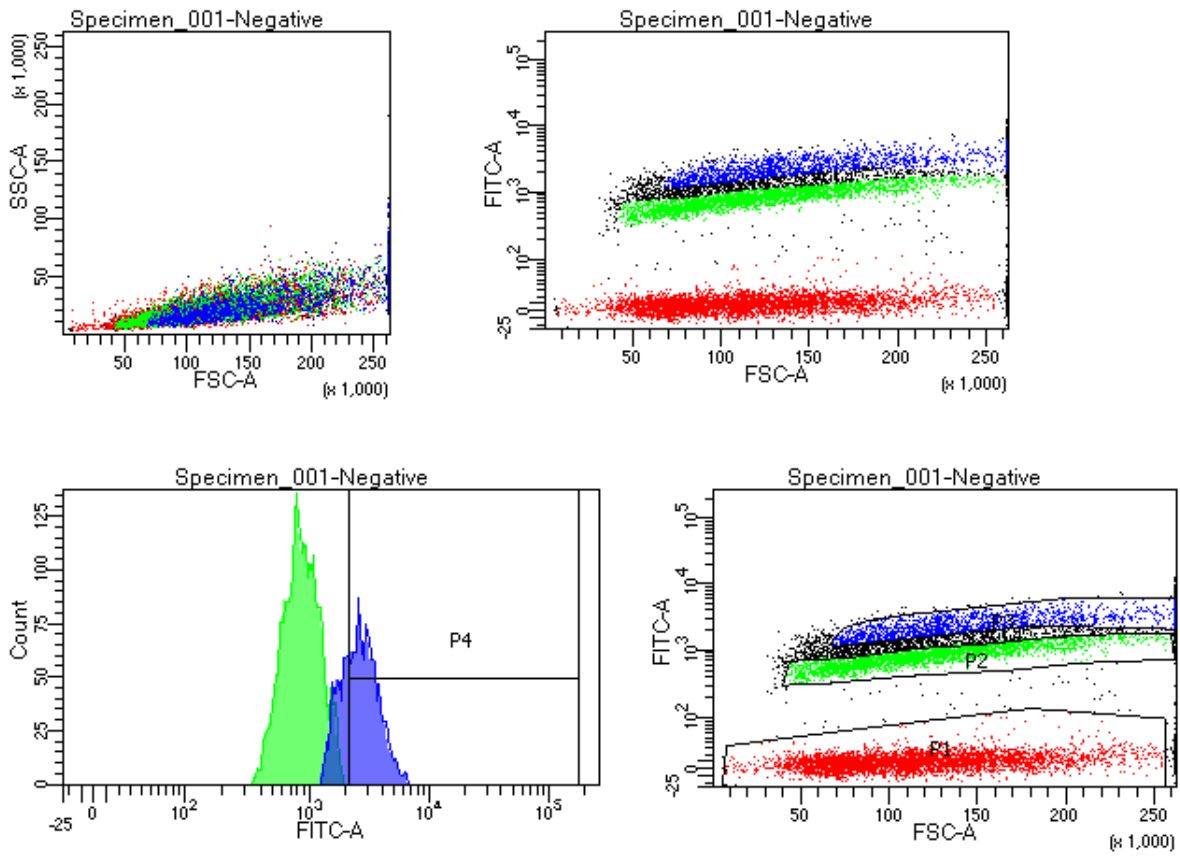 Specimen_001-Negative
SSC-A
(x 1,000)
50 100 150 200 250
50 100 150 200 250
FSC-A
(x 1,000)
Specimen_001-Negative
FITC-A
-25 0 10^2 10^3 10^4 10^5
50 100 150 200 250
FSC-A
(x 1,000)
Specimen_001-Negative
Count
0 25 50 75 100 125
P4
-25 0 10^2 10^3 10^4 10^5
FITC-A
Specimen_001-Negative
FITC-A
-25 0 10^2 10^3 10^4 10^5
P2
P1
50 100 150 200 250
FSC-A
(x 1,000)